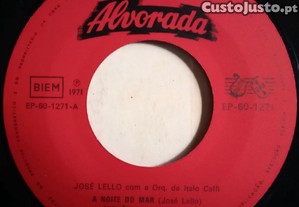 CustoJusto.pt
Alvorada
BIEM
℗
1971
EP-60-1271-A
EP-60-1271
JOSÉ LELLO com a Orq. de Italo Caffi
A NOITE DO MAR (José Lello)